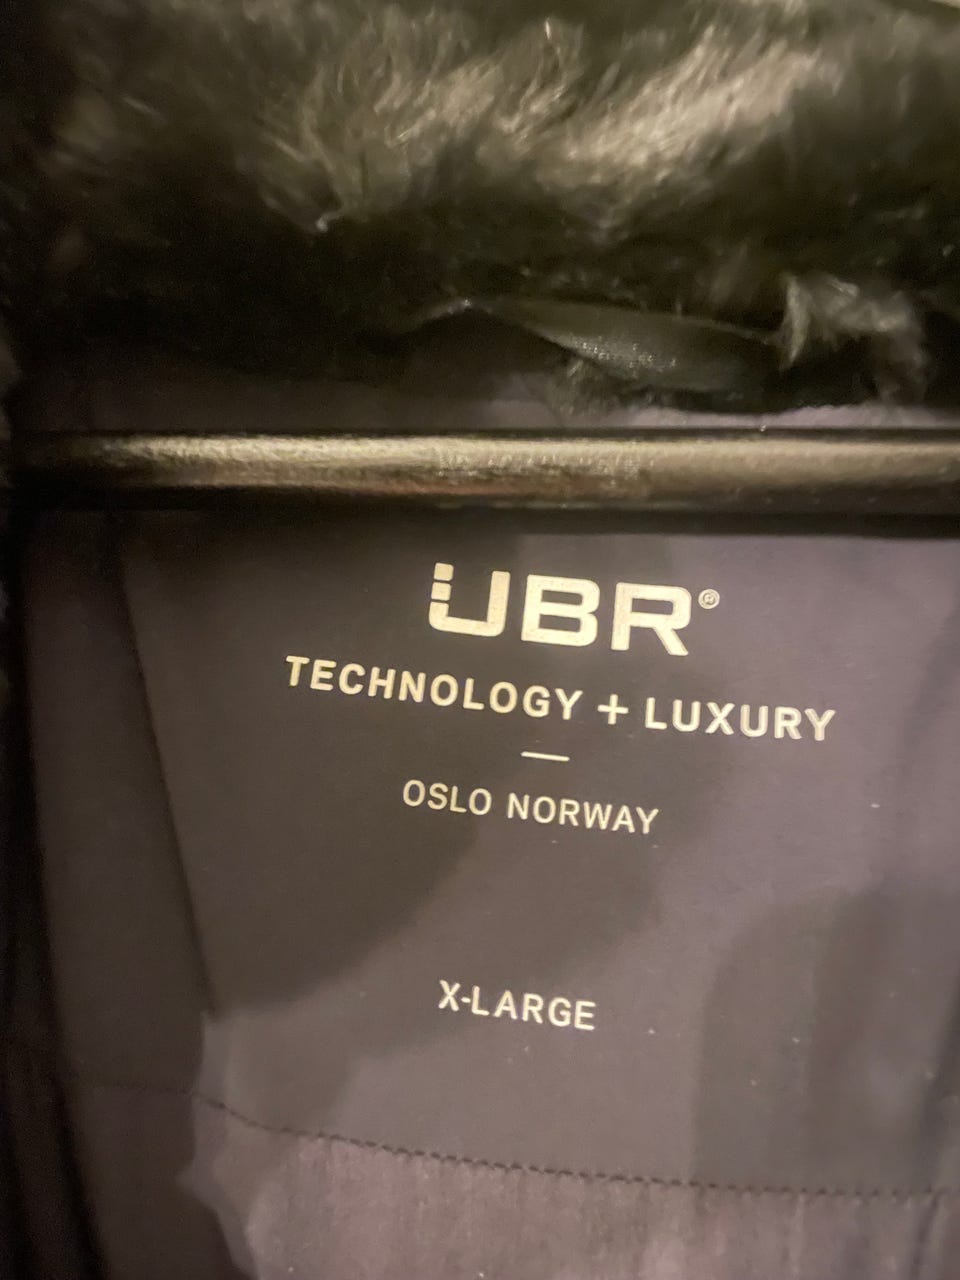 UBR®
TECHNOLOGY + LUXURY
OSLO NORWAY
X-LARGE